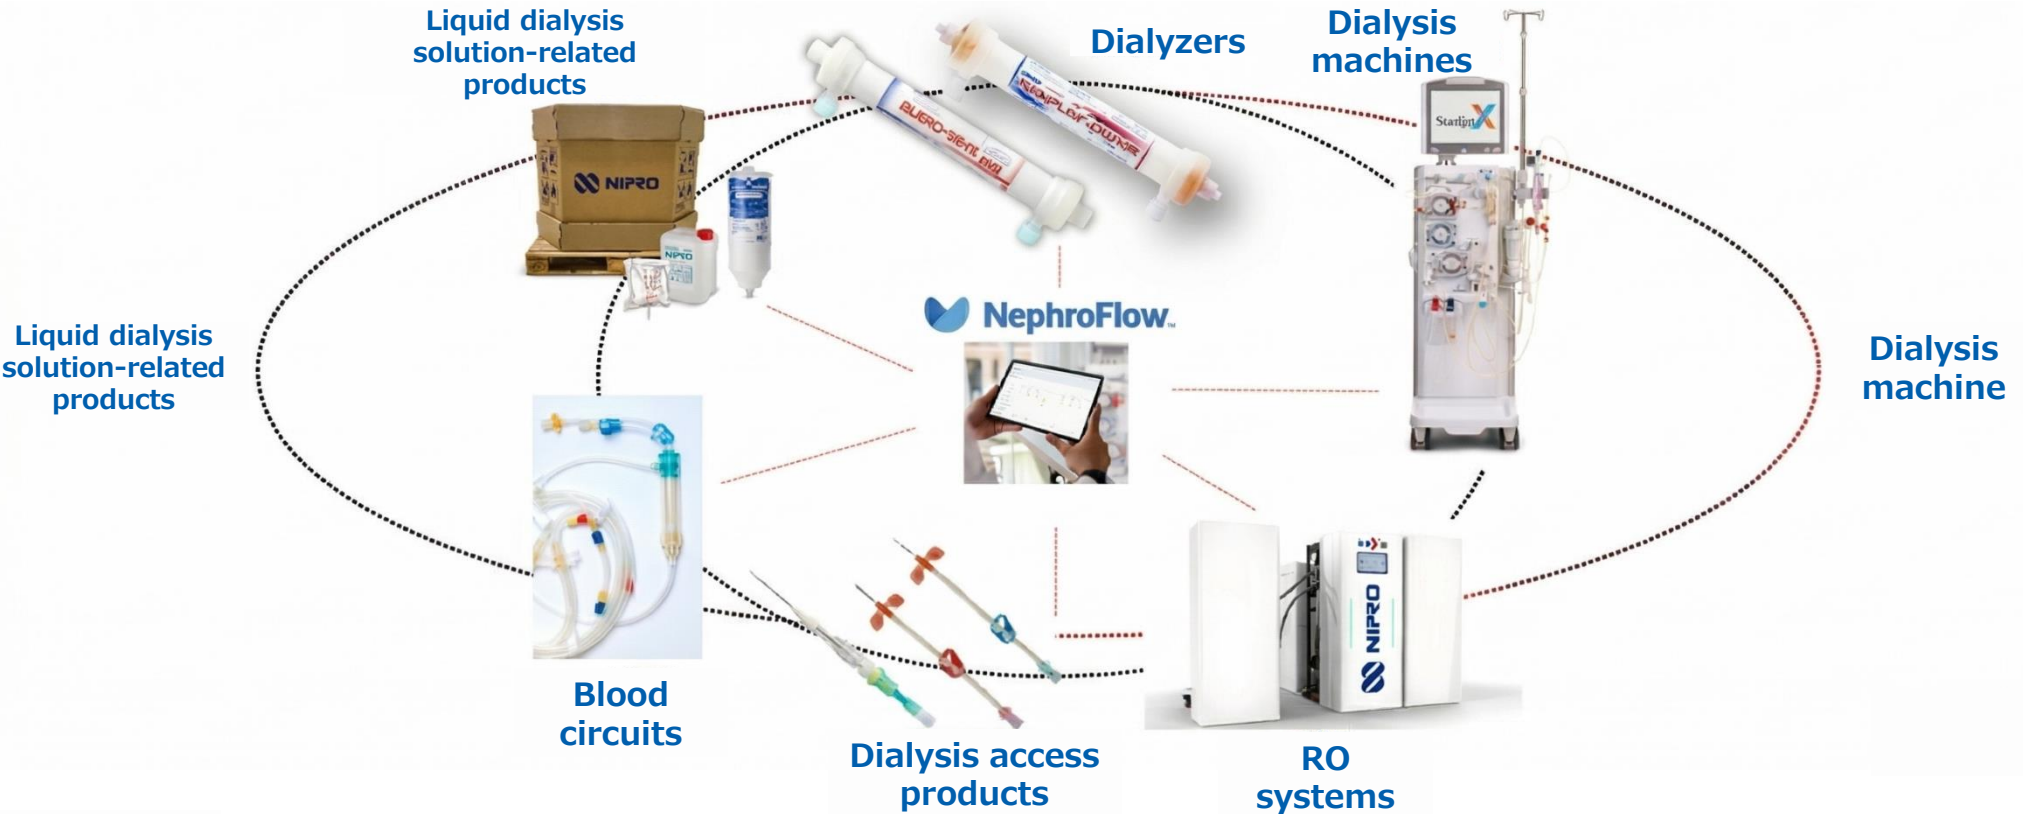 Liquid dialysis
solution-related
products
Dialyzers
Dialysis
machines
NIPRO
NIPRO
NephroFlow™
Liquid dialysis
solution-related
products
Dialysis
machine
NIPRO
Blood
circuits
Dialysis access
products
RO
systems